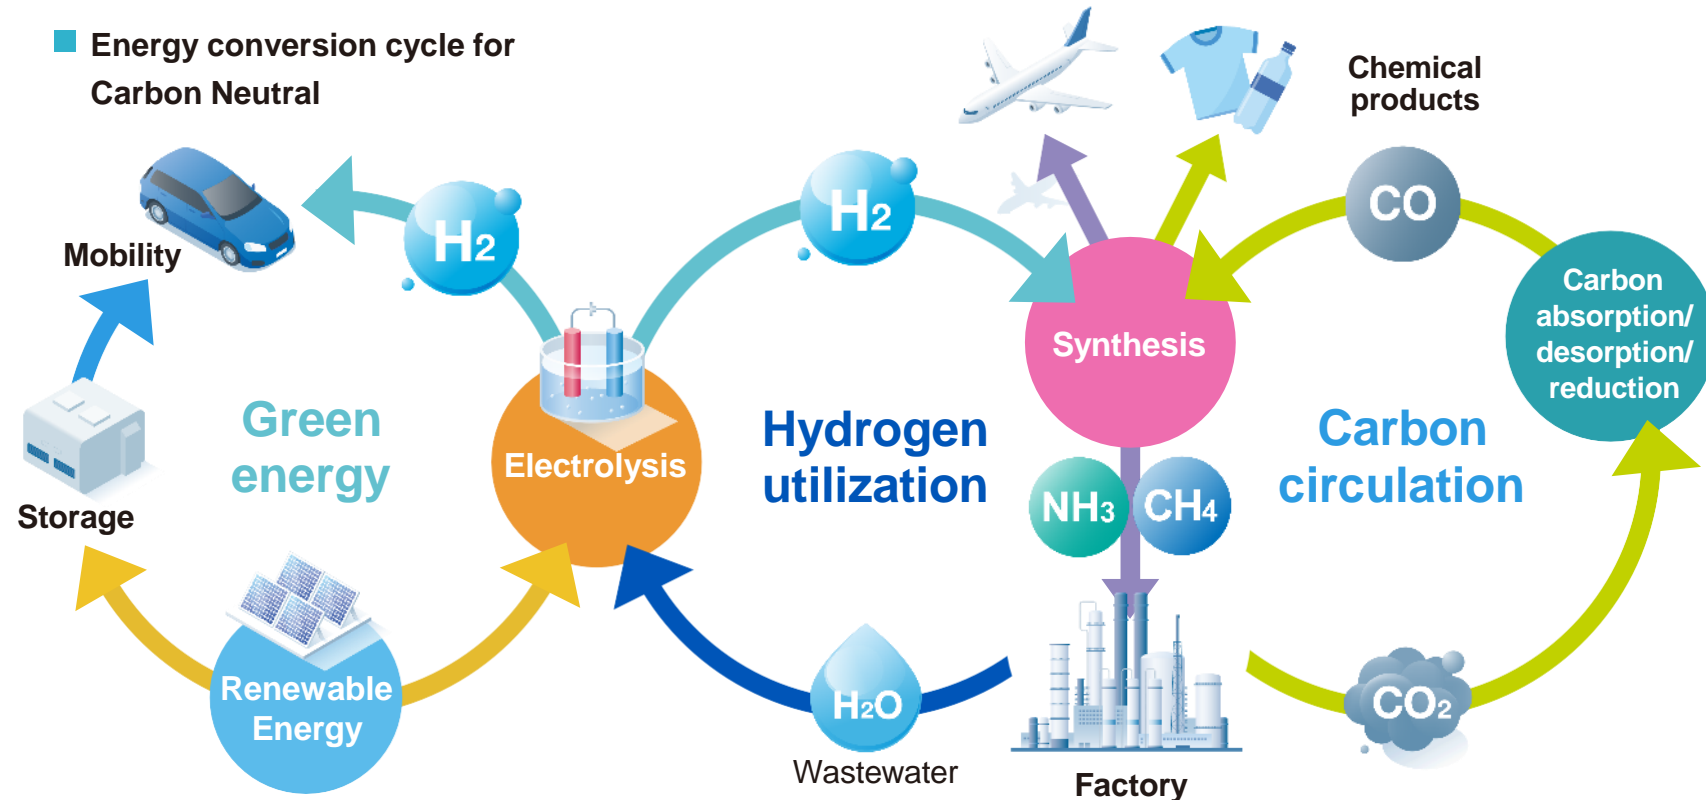 Energy conversion cycle for
Carbon Neutral
Chemical
products
H2
H2
CO
Mobility
Carbon
absorption/
desorption/
reduction
Synthesis
Green
energy
Electrolysis
Hydrogen
utilization
Carbon
circulation
NH3
CH4
Storage
Renewable
Energy
H2O
CO2
Wastewater
Factory